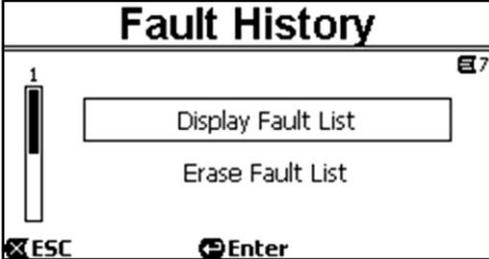 Fault History
7
1
Display Fault List
Erase Fault List
ESC Enter